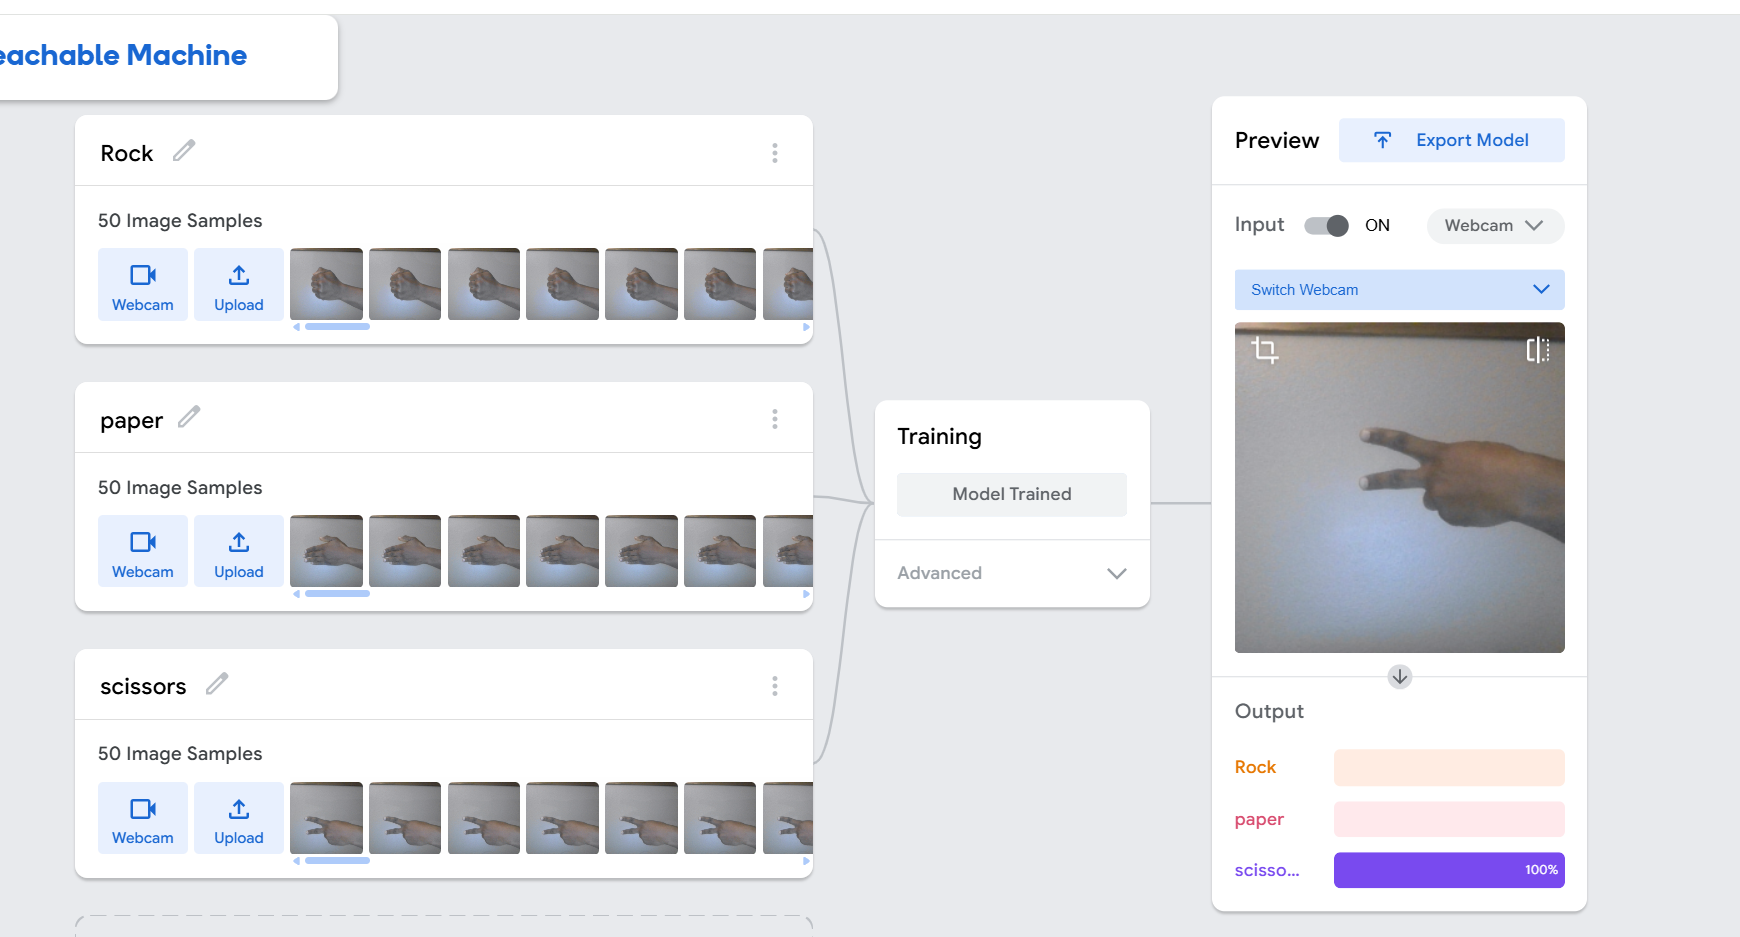 eachable Machine
Rock
50 Image Samples
Webcam
Upload
paper
50 Image Samples
Webcam
Upload
scissors
50 Image Samples
Webcam
Upload
Training
Model Trained
Advanced
Preview
Export Model
Input
ON
Webcam
Switch Webcam
Output
Rock
paper
scisso...
100%